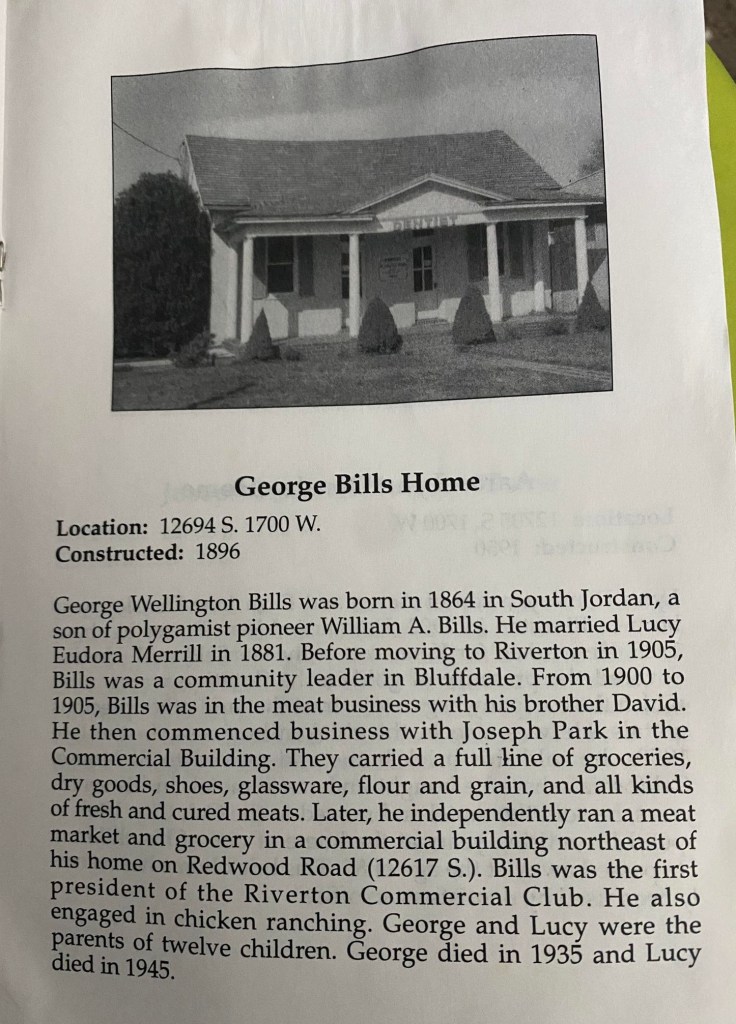 DENTIST
George Bills Home
Location: 12694 S. 1700 W.
Constructed: 1896
George Wellington Bills was born in 1864 in South Jordan, a
son of polygamist pioneer William A. Bills. He married Lucy
Eudora Merrill in 1881. Before moving to Riverton in 1905,
Bills was a community leader in Bluffdale. From 1900 to
1905, Bills was in the meat business with his brother David.
He then commenced business with Joseph Park in the
Commercial Building. They carried a full line of groceries,
dry goods, shoes, glassware, flour and grain, and all kinds
of fresh and cured meats. Later, he independently ran a meat
market and grocery in a commercial building northeast of
his home on Redwood Road (12617 S.). Bills was the first
president of the Riverton Commercial Club. He also
engaged in chicken ranching. George and Lucy were the
parents of twelve children. George died in 1935 and Lucy
died in 1945.